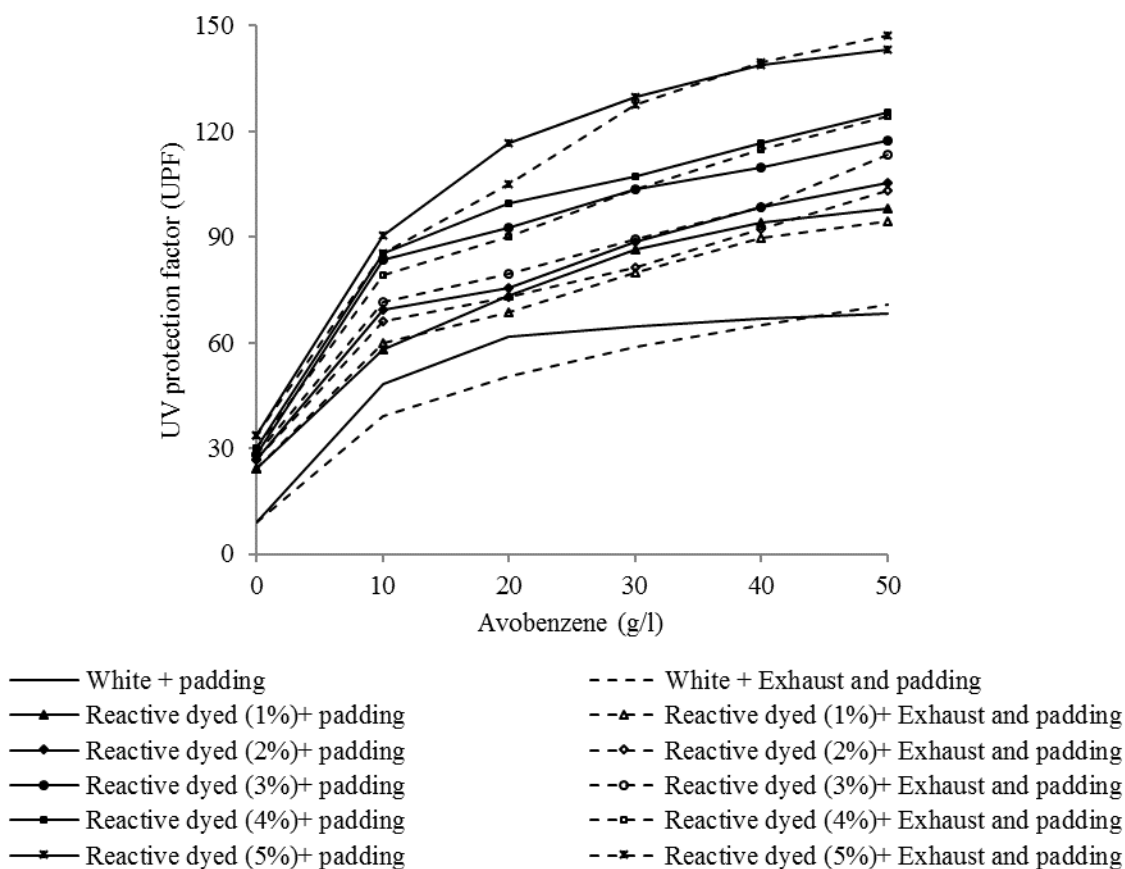 150
120
90
60
30
0
UV protection factor (UPF)
0 10 20 30 40 50
Avobenzene (g/l)
White + padding
White + Exhaust and padding
Reactive dyed (1%)+ padding
Reactive dyed (1%)+ Exhaust and padding
Reactive dyed (2%)+ padding
Reactive dyed (2%)+ Exhaust and padding
Reactive dyed (3%)+ padding
Reactive dyed (3%)+ Exhaust and padding
Reactive dyed (4%)+ padding
Reactive dyed (4%)+ Exhaust and padding
Reactive dyed (5%)+ padding
Reactive dyed (5%)+ Exhaust and padding